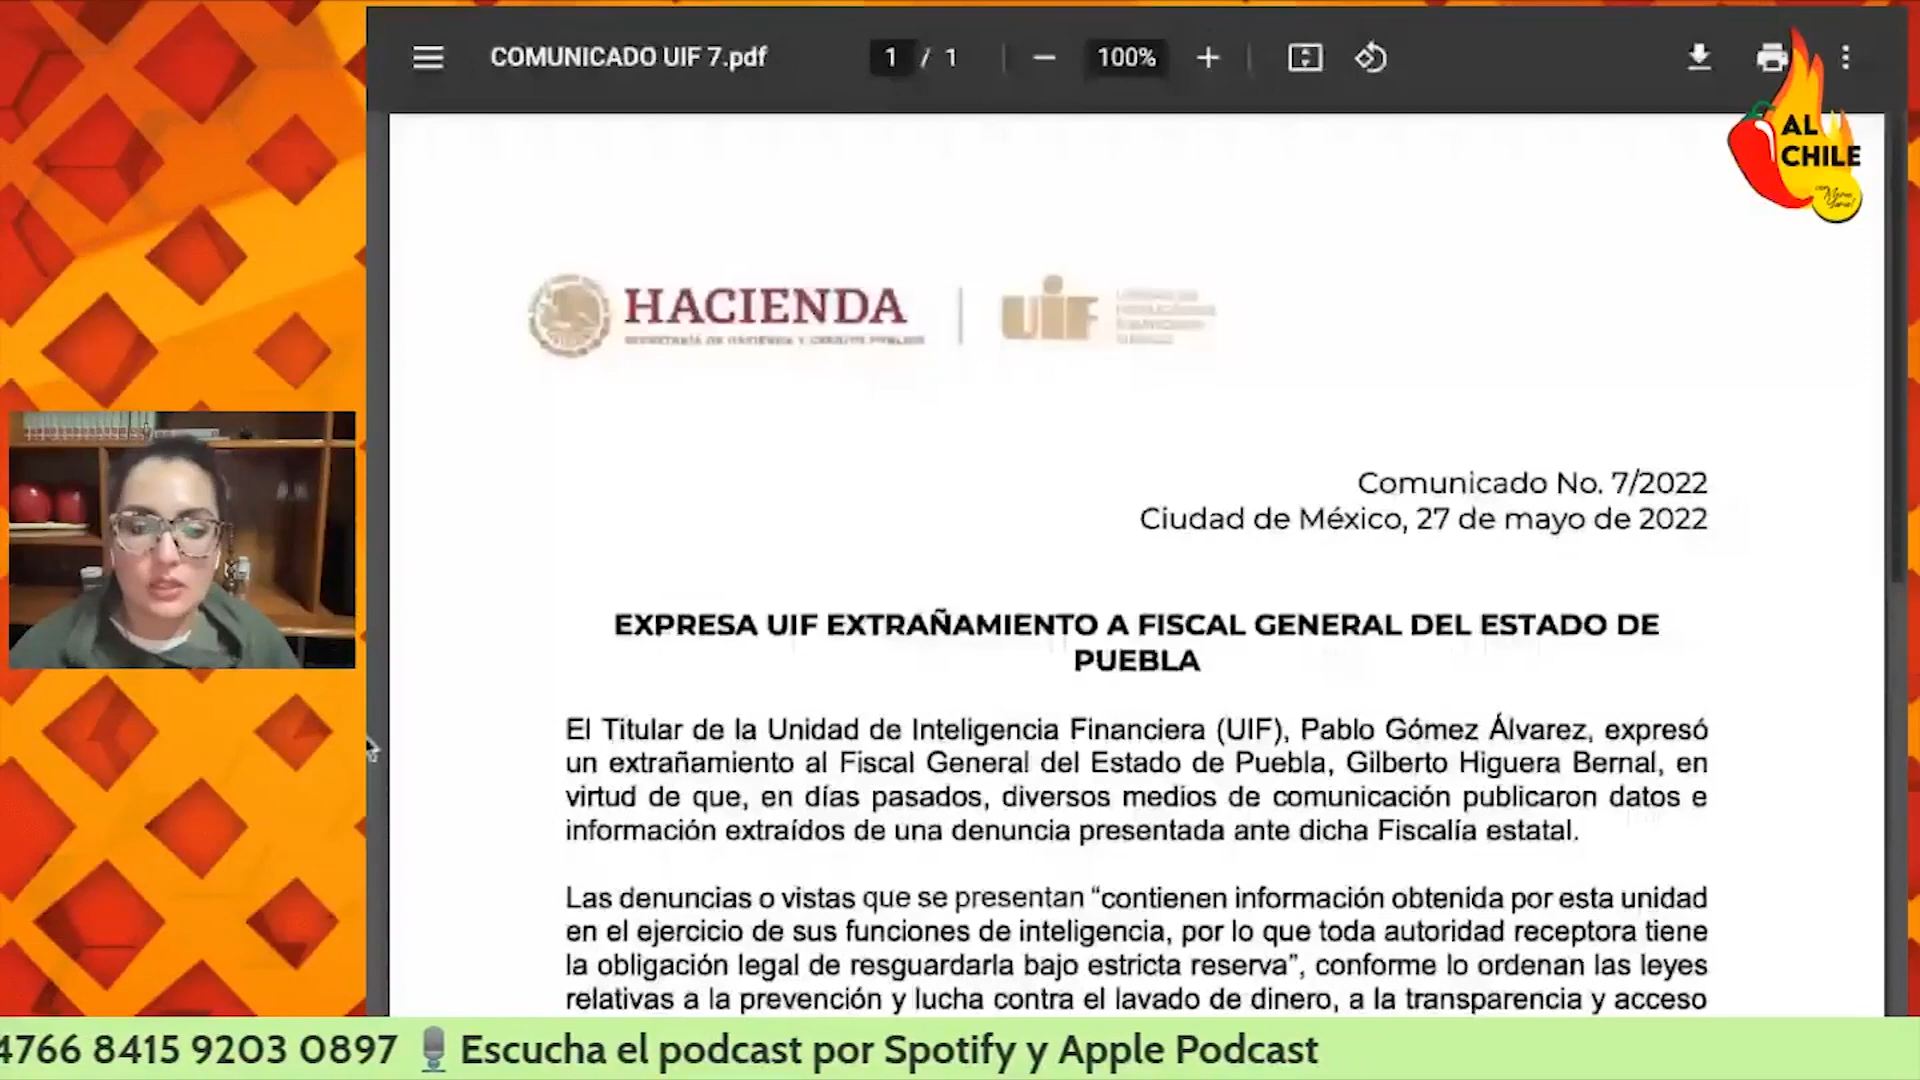 COMUNICADO UIF 7.pdf
1 / 1
100%
AL
CHILE
HACIENDA
SECRETARÍA DE HACIENDA Y CRÉDITO PÚBLICO
UIF
Comunicado No. 7/2022
Ciudad de México, 27 de mayo de 2022
EXPRESA UIF EXTRAÑAMIENTO A FISCAL GENERAL DEL ESTADO DE
PUEBLA
El Titular de la Unidad de Inteligencia Financiera (UIF), Pablo Gómez Álvarez, expresó
un extrañamiento al Fiscal General del Estado de Puebla, Gilberto Higuera Bernal, en
virtud de que, en días pasados, diversos medios de comunicación publicaron datos e
información extraídos de una denuncia presentada ante dicha Fiscalía estatal.
Las denuncias o vistas que se presentan “contienen información obtenida por esta unidad
en el ejercicio de sus funciones de inteligencia, por lo que toda autoridad receptora tiene
la obligación legal de resguardarla bajo estricta reserva”, conforme lo ordenan las leyes
relativas a la prevención y lucha contra el lavado de dinero, a la transparencia y acceso
4766 8415 9203 0897 Escucha el podcast por Spotify y Apple Podcast